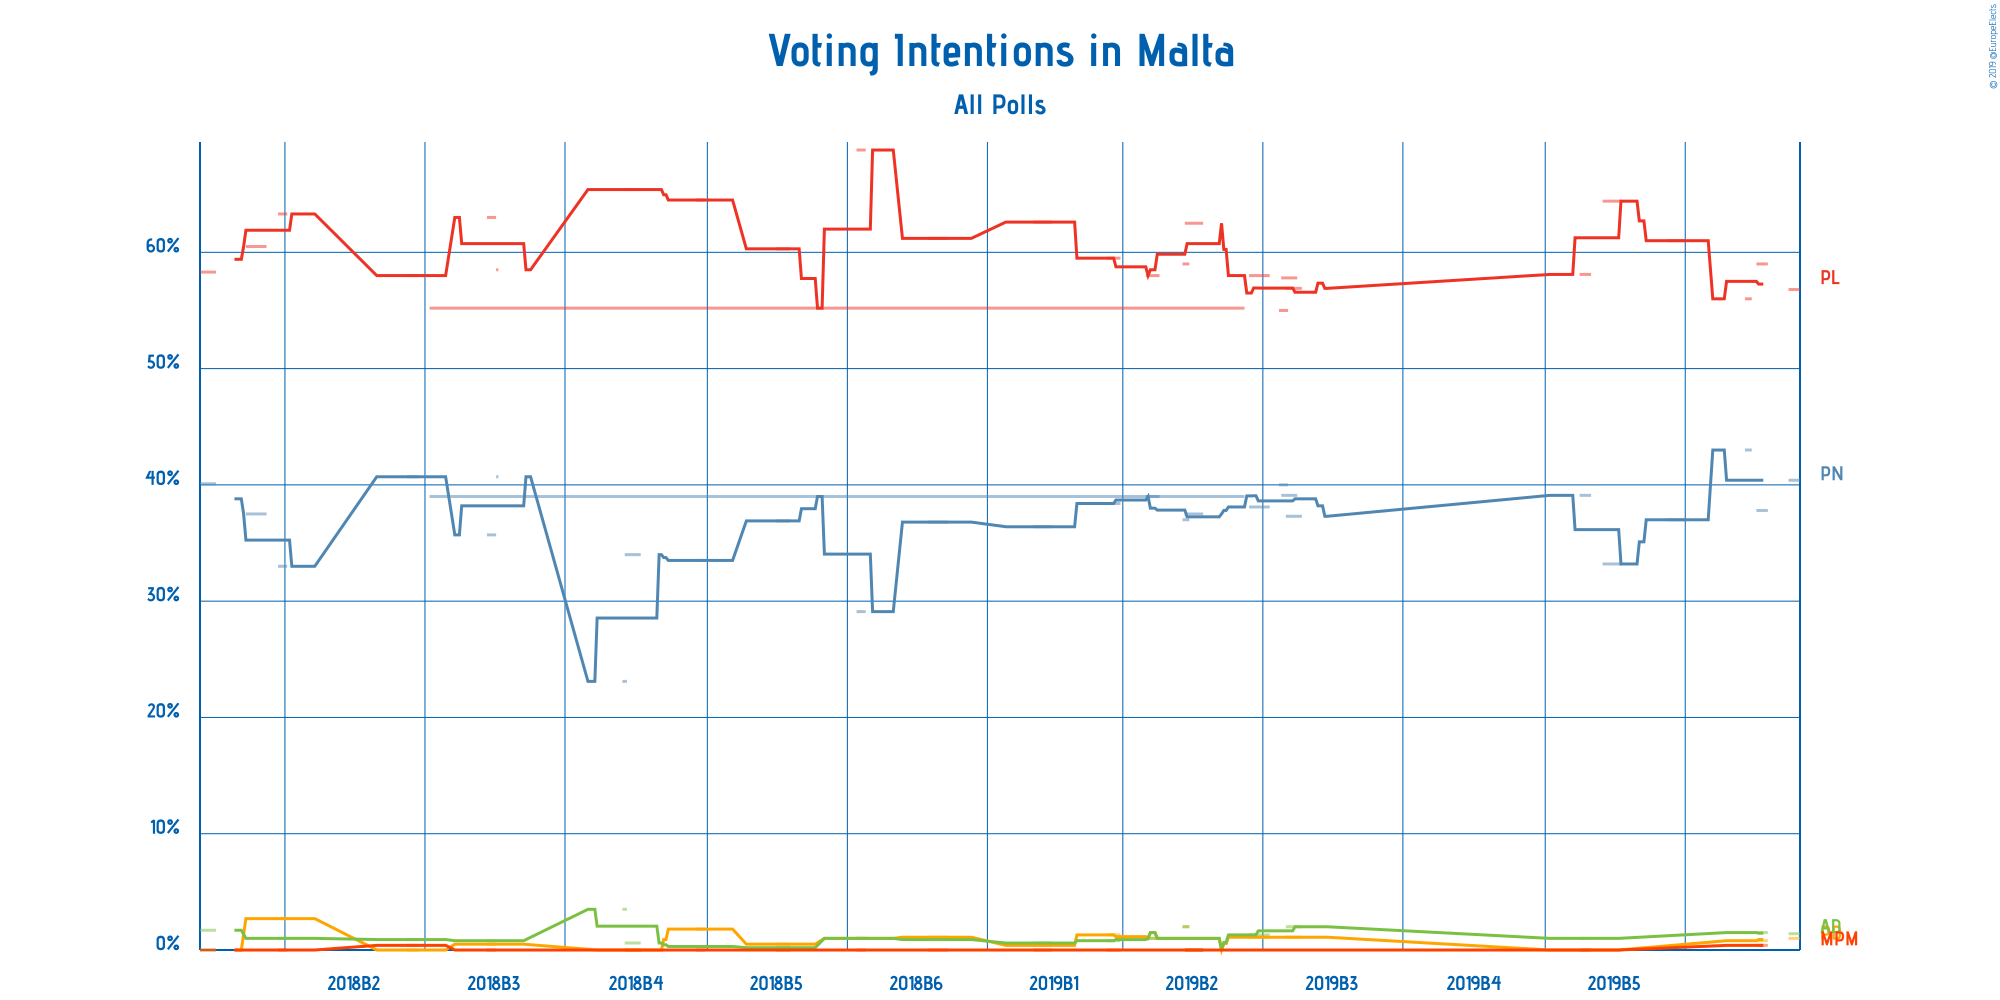 © 2019 @EuropeElects
Voting Intentions in Malta
All Polls
60%
50%
40%
30%
20%
10%
0%
PL
PN
MPM
2018B2
2018B3
2018B4
2018B5
2018B6
2019B1
2019B2
2019B3
2019B4
2019B5